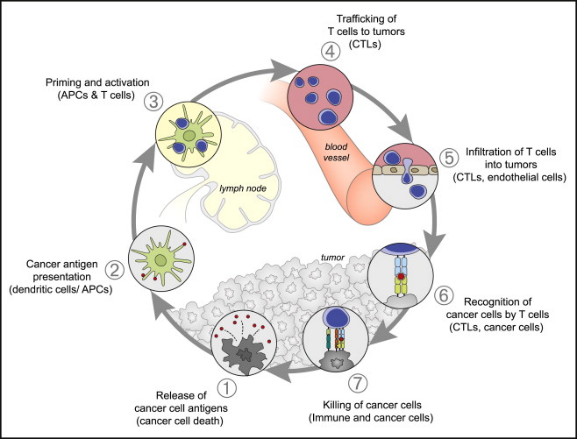 Trafficking of
T cells to tumors
(CTLs)
④
Priming and activation
(APCs & T cells)
③
blood
vessel
⑤
Infiltration of T cells
into tumors
(CTLs, endothelial cells)
lymph node
Cancer antigen
presentation
(dendritic cells/ APCs)
②
tumor
⑥
Recognition of
cancer cells by T cells
(CTLs, cancer cells)
①
Release of
cancer cell antigens
(cancer cell death)
⑦
Killing of cancer cells
(Immune and cancer cells)